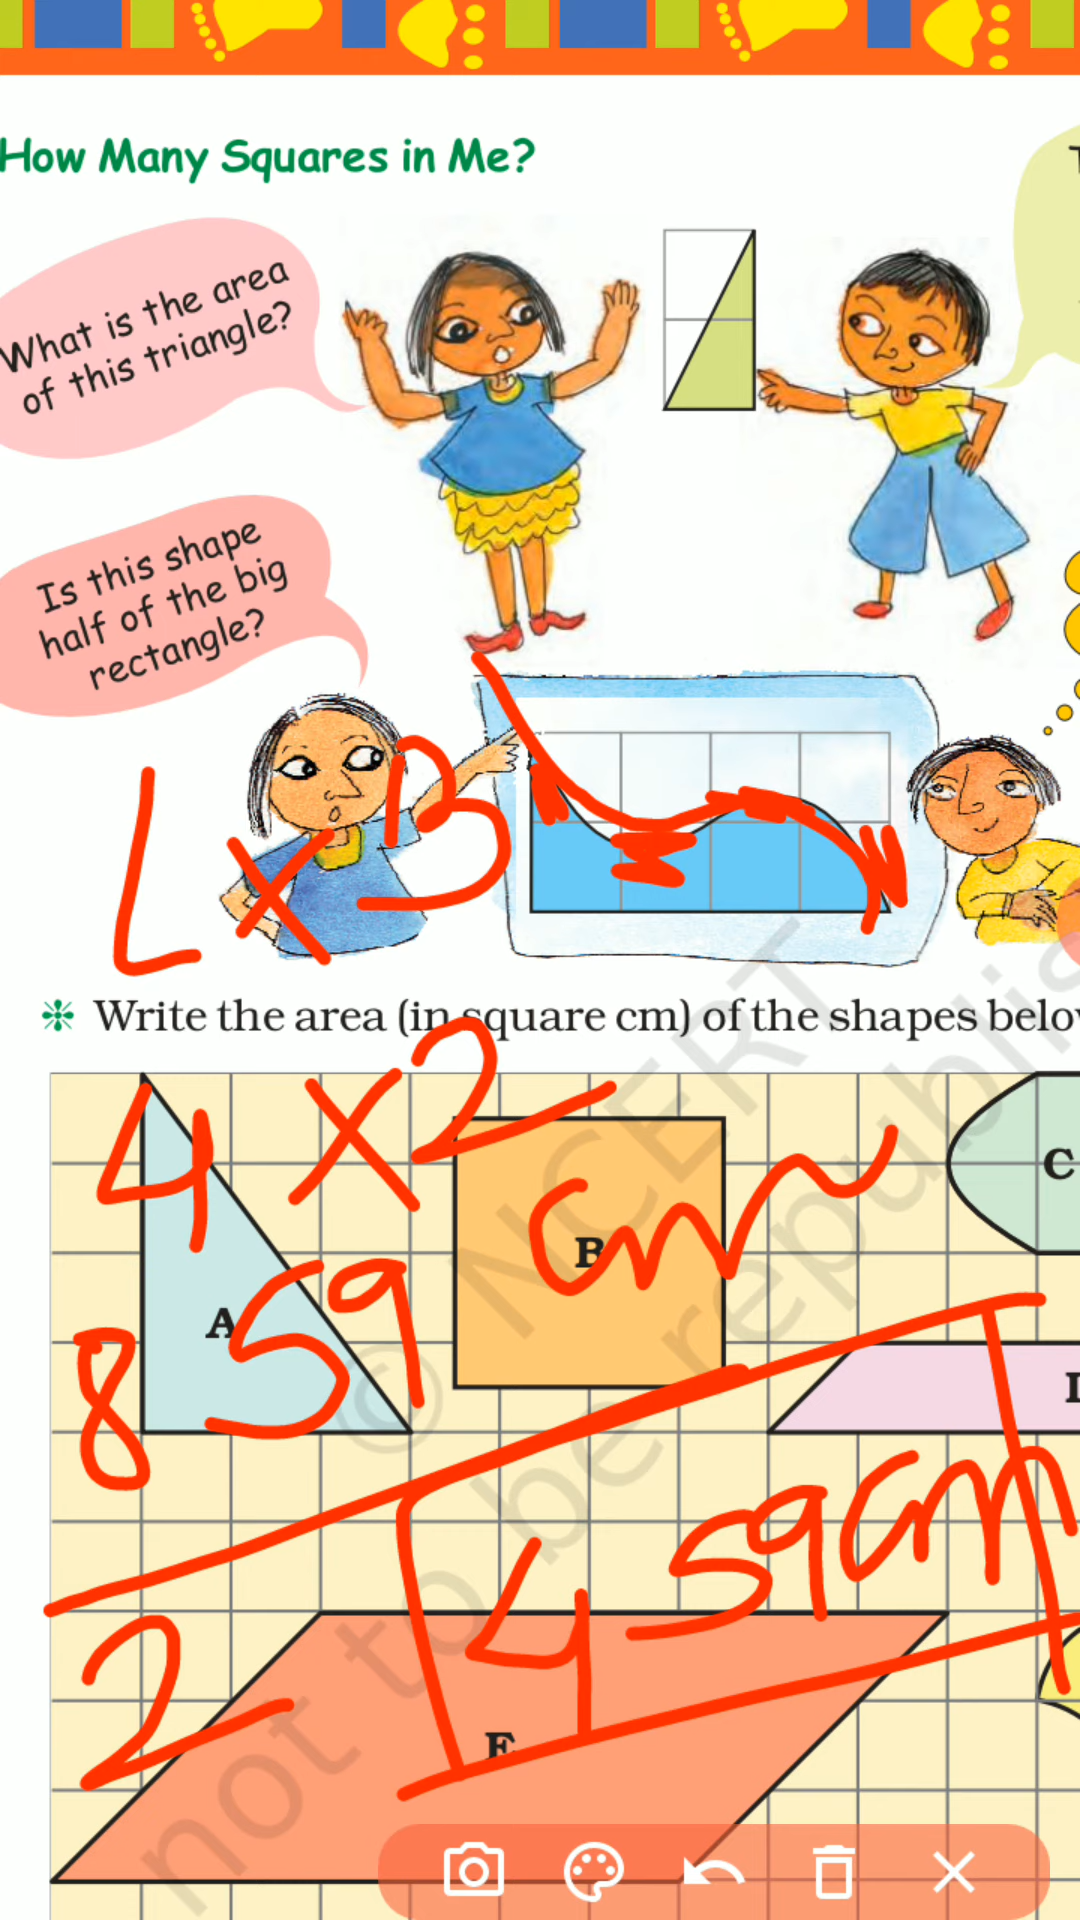 How Many Squares in Me?
What is the area
of this triangle?
Is this shape
half of the big
rectangle?
L x B
❉ Write the area (in square cm) of the shapes below
4 x 2
cm
A
B
C
8 sq
2
4 sq cm
E
© NCERT
not to be republis